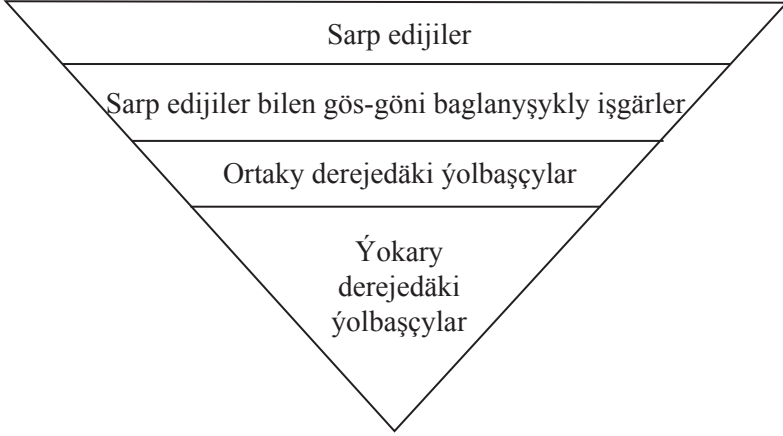 Sarp edijiler
Sarp edijiler bilen gös-göni baglanyşykly işgärler
Ortaky derejedäki ýolbaşçylar
Ýokary
derejedäki
ýolbaşçylar